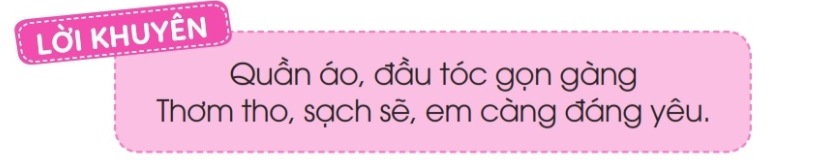 LỜI KHUYÊN
Quần áo, đầu tóc gọn gàng
Thơm tho, sạch sẽ, em càng đáng yêu.